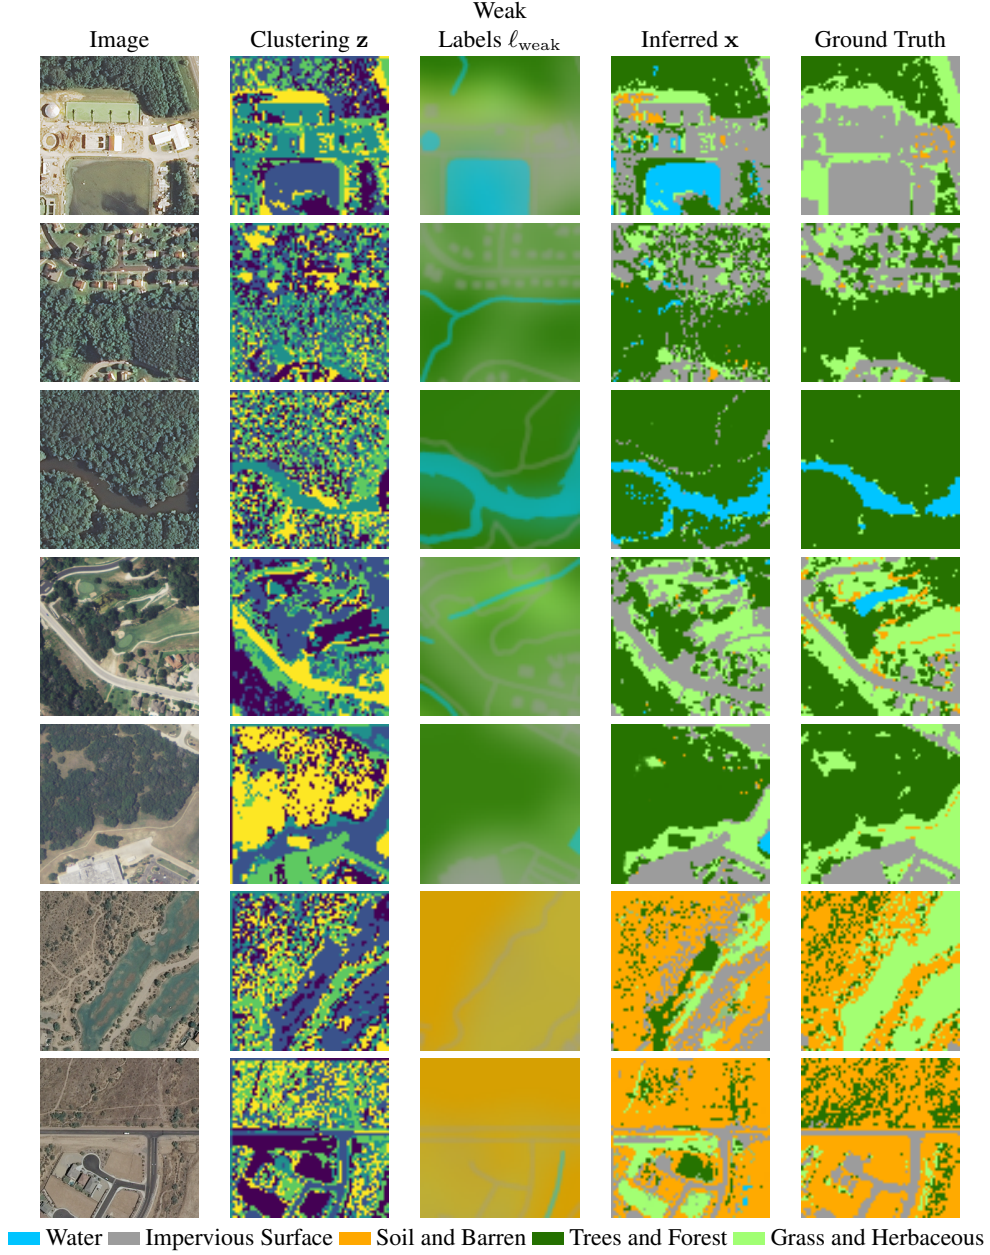 Weak
Image Clustering z Labels ℓweak Inferred x Ground Truth
Water Impervious Surface Soil and Barren Trees and Forest Grass and Herbaceous